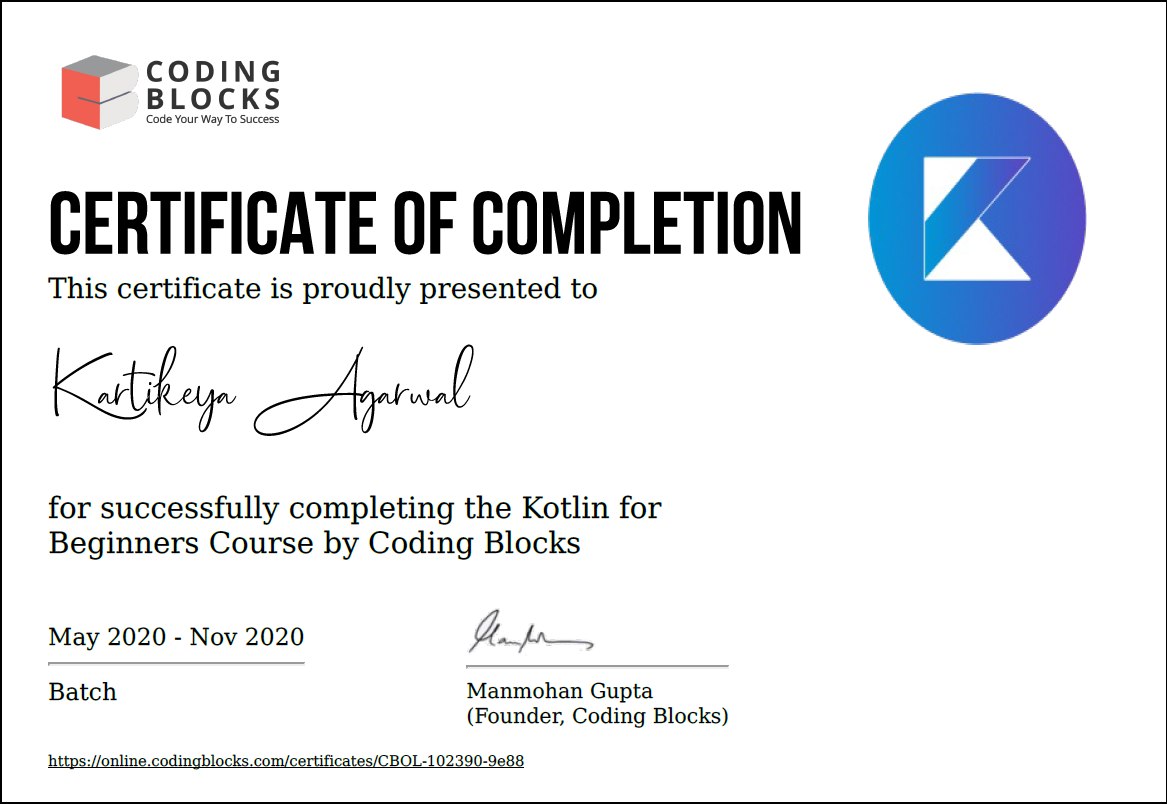 CODING
BLOCKS
Code Your Way To Success
CERTIFICATE OF COMPLETION
This certificate is proudly presented to
Kartikeya Agarwal
for successfully completing the Kotlin for
Beginners Course by Coding Blocks
May 2020 - Nov 2020
Batch
Manmohan Gupta
(Founder, Coding Blocks)
https://online.codingblocks.com/certificates/CBOL-102390-9e88